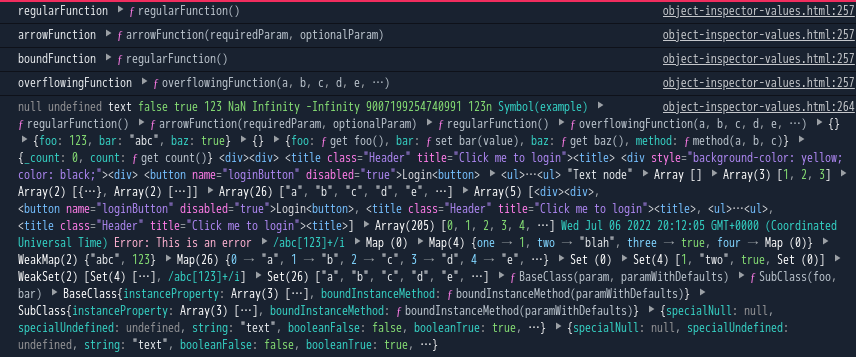 regularFunction ▶ ƒ regularFunction() object-inspector-values.html:257
arrowFunction ▶ ƒ arrowFunction(requiredParam, optionalParam) object-inspector-values.html:257
boundFunction ▶ ƒ regularFunction() object-inspector-values.html:257
overflowingFunction ▶ ƒ overflowingFunction(a, b, c, d, e, …) object-inspector-values.html:257
null undefined text false true 123 NaN Infinity -Infinity 9007199254740991 123n Symbol(example) ▶ object-inspector-values.html:264
ƒ regularFunction() ▶ ƒ arrowFunction(requiredParam, optionalParam) ▶ ƒ regularFunction() ▶ ƒ overflowingFunction(a, b, c, d, e, …) ▶ {}
▶ {foo: 123, bar: "abc", baz: true} ▶ {} ▶ {foo: ƒ get foo(), bar: ƒ set bar(value), baz: ƒ get baz(), method: ƒ method(a, b, c)} ▶
{_count: 0, count: ƒ get count()} <div><div> <title class="Header" title="Click me to login"><title> <div style="background-color: yellow;
color: black;"><div> <button name="loginButton" disabled="true">Login<button> ▶ <ul>…<ul> "Text node" ▶ Array [] ▶ Array(3) [1, 2, 3] ▶
Array(2) [{…}, Array(2) […]] ▶ Array(26) ["a", "b", "c", "d", "e", …] ▶ Array(5) [<div><div>,
<button name="loginButton" disabled="true">Login<button>, <title class="Header" title="Click me to login"><title>, <ul>…<ul>,
<title class="Header" title="Click me to login"><title>] ▶ Array(205) [0, 1, 2, 3, 4, …] Wed Jul 06 2022 20:12:05 GMT+0000 (Coordinated
Universal Time) Error: This is an error ▶ /abc[123]+/i ▶ Map (0) ▶ Map(4) {one → 1, two → "blah", three → true, four → Map (0)} ▶
WeakMap(2) {"abc", 123} ▶ Map(26) {0 → "a", 1 → "b", 2 → "c", 3 → "d", 4 → "e", …} ▶ Set (0) ▶ Set(4) [1, "two", true, Set (0)] ▶
WeakSet(2) [Set(4) […], /abc[123]+/i] ▶ Set(26) ["a", "b", "c", "d", "e", …] ▶ ƒ BaseClass(param, paramWithDefaults) ▶ ƒ SubClass(foo,
bar) ▶ BaseClass{instanceProperty: Array(3) […], boundInstanceMethod: ƒ boundInstanceMethod(paramWithDefaults)} ▶
SubClass{instanceProperty: Array(3) […], boundInstanceMethod: ƒ boundInstanceMethod(paramWithDefaults)} ▶ {specialNull: null,
specialUndefined: undefined, string: "text", booleanFalse: false, booleanTrue: true, …} ▶ {specialNull: null, specialUndefined:
undefined, string: "text", booleanFalse: false, booleanTrue: true, …}